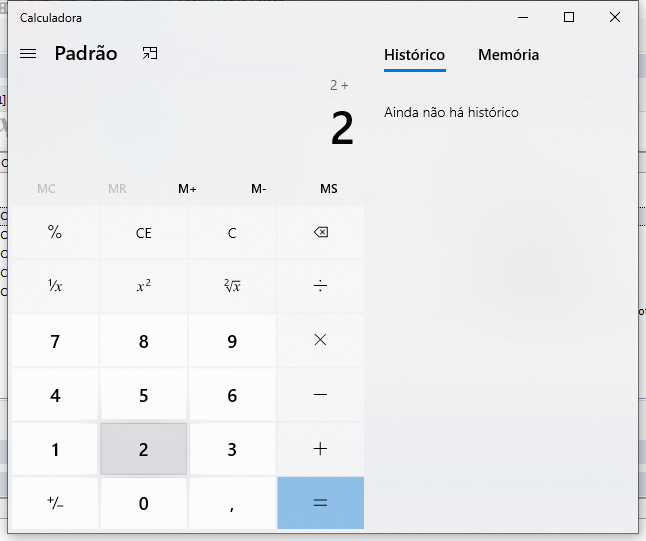 Calculadora
Padrão
Histórico Memória
2 +
2
Ainda não há histórico
MC MR M+ M- MS
% CE C
¹/x x² ²√x ÷
7 8 9 ×
4 5 6 −
1 2 3 +
+/− 0 , =